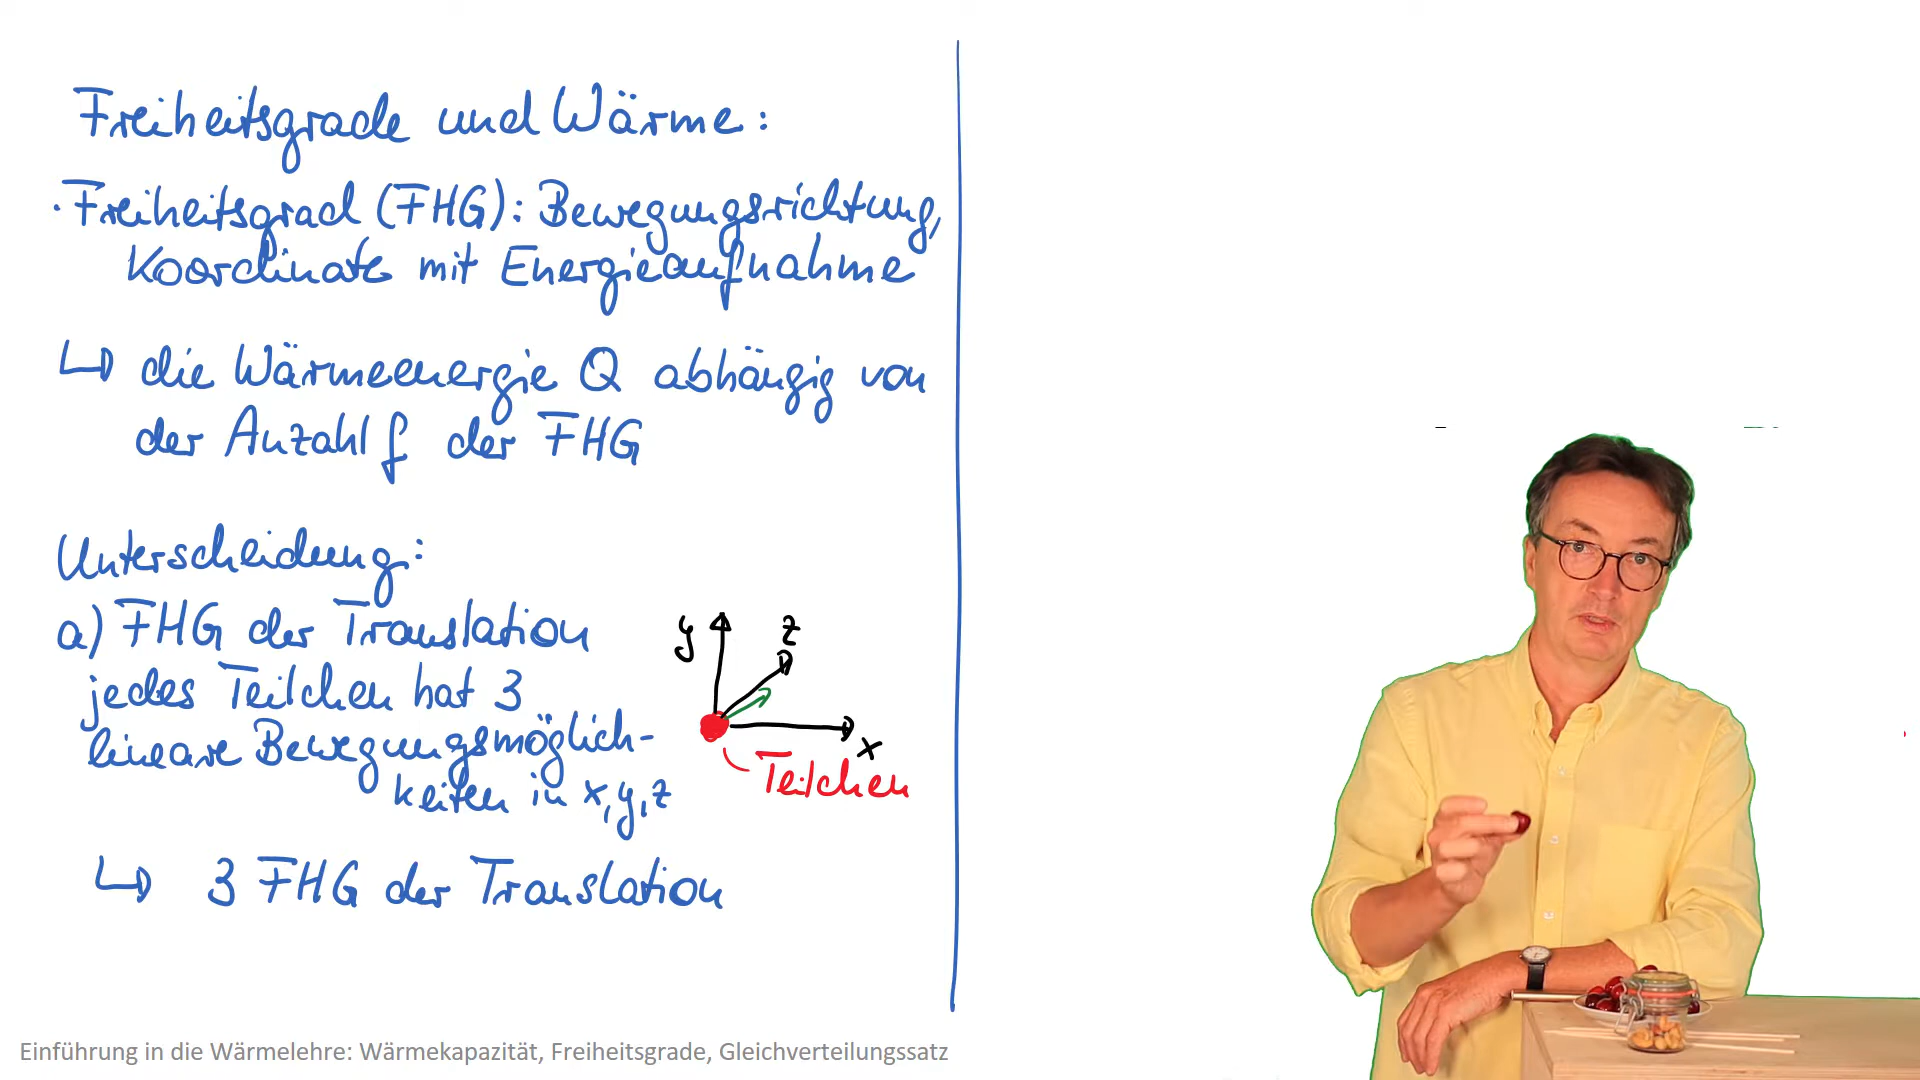 Freiheitsgrade und Wärme:
· Freiheitsgrad (FHG): Bewegungsrichtung,
Koordinate mit Energieaufnahme
↳ die Wärmeenergie Q abhängig von
der Anzahl f der FHG
Unterscheidung:
a) FHG der Translation
jedes Teilchen hat 3
lineare Bewegungsmöglich-
keiten in x, y, z
y
z
x
Teilchen
↳ 3 FHG der Translation
Einführung in die Wärmelehre: Wärmekapazität, Freiheitsgrade, Gleichverteilungssatz